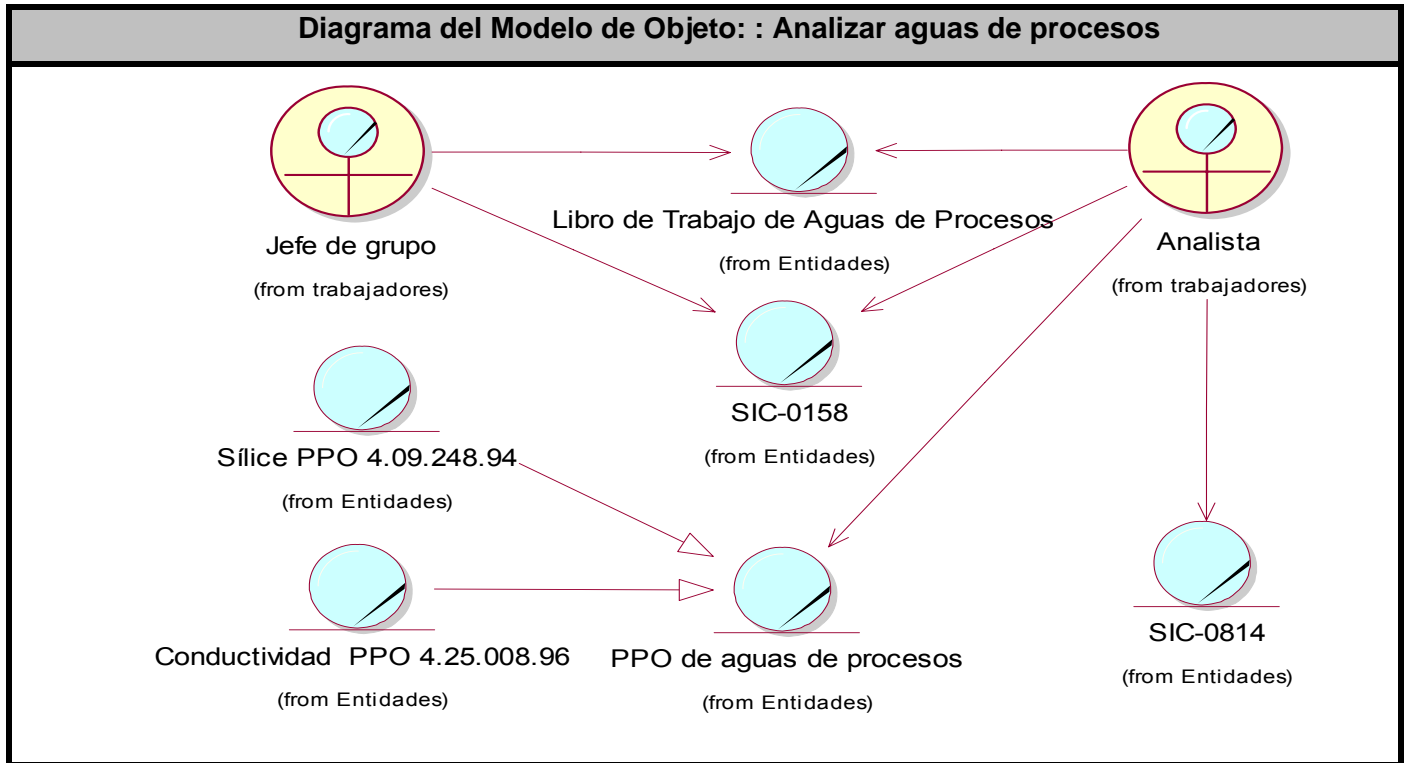 Diagrama del Modelo de Objeto: : Analizar aguas de procesos
Jefe de grupo
(from trabajadores)
Libro de Trabajo de Aguas de Procesos
(from Entidades)
Analista
(from trabajadores)
SIC-0158
(from Entidades)
Sílice PPO 4.09.248.94
(from Entidades)
Conductividad PPO 4.25.008.96
(from Entidades)
PPO de aguas de procesos
(from Entidades)
SIC-0814
(from Entidades)